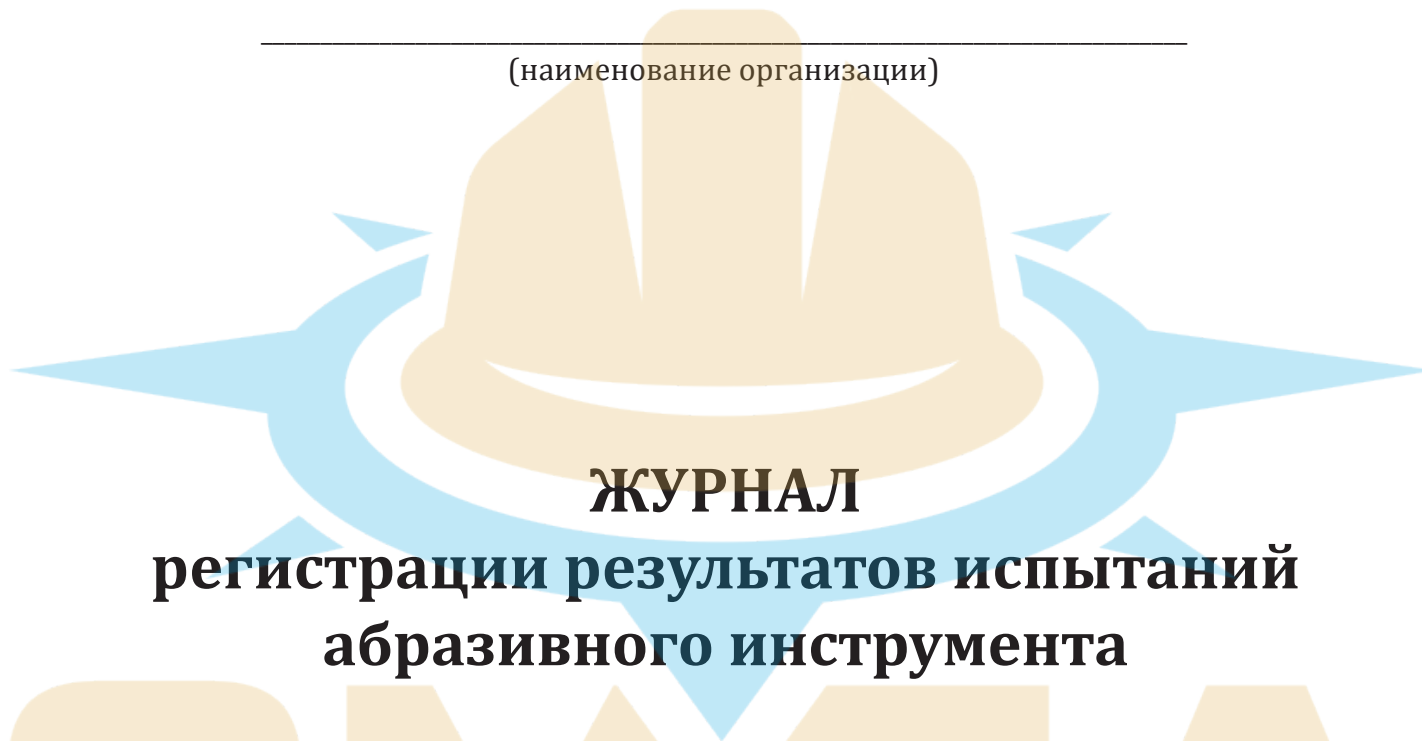 (наименование организации)
ЖУРНАЛ
регистрации результатов испытаний
абразивного инструмента